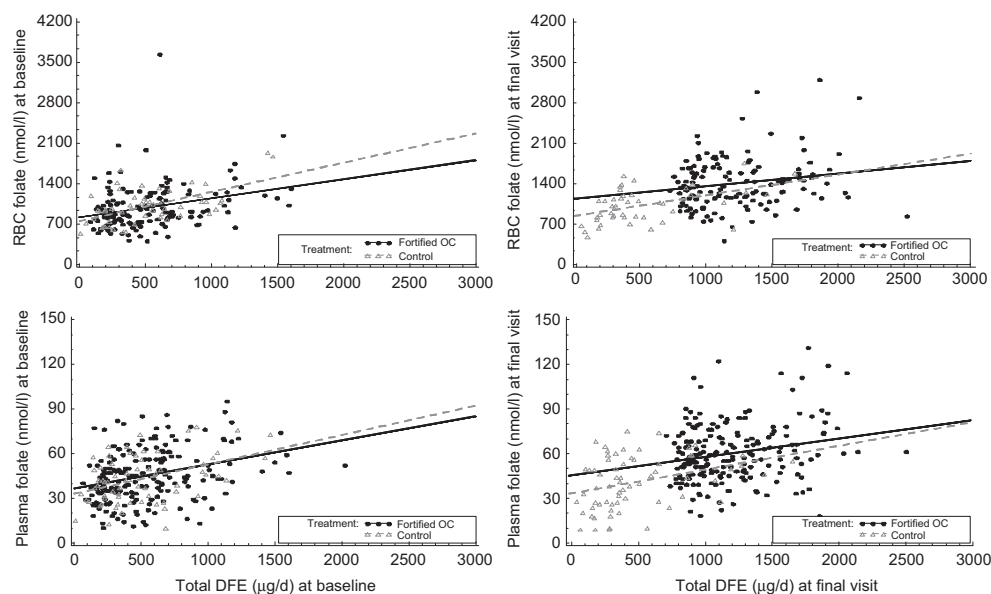 RBC folate (nmol/l) at baseline
4200
3500
2800
2100
1400
700
0
0 500 1000 1500 2000 2500 3000
Treatment: Fortified OC
Control
RBC folate (nmol/l) at final visit
4200
3500
2800
2100
1400
700
0
0 500 1000 1500 2000 2500 3000
Treatment: Fortified OC
Control
Plasma folate (nmol/l) at baseline
150
120
90
60
30
0
0 500 1000 1500 2000 2500 3000
Treatment: Fortified OC
Control
Total DFE (µg/d) at baseline
Plasma folate (nmol/l) at final visit
150
120
90
60
30
0
0 500 1000 1500 2000 2500 3000
Treatment: Fortified OC
Control
Total DFE (µg/d) at final visit